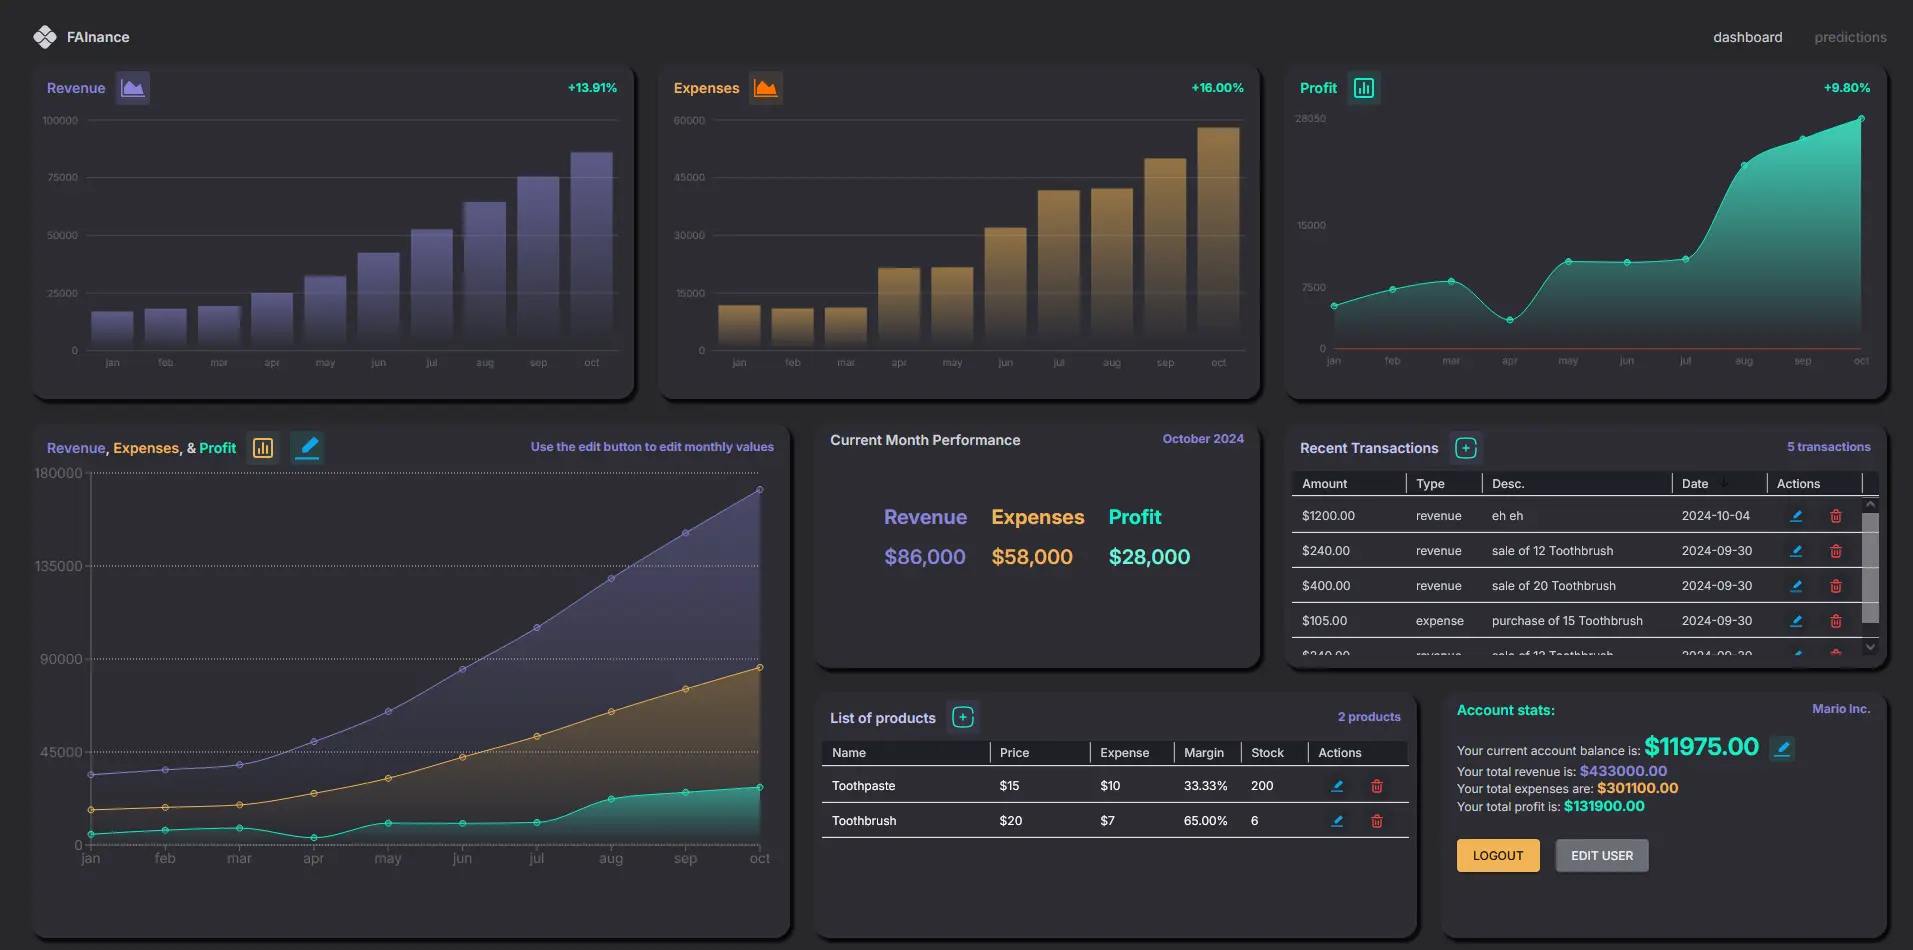 FAInance
dashboard predictions
Revenue +13.91%
100000
75000
50000
25000
0
jan feb mar apr may jun jul aug sep oct
Expenses +16.00%
60000
45000
30000
15000
0
jan feb mar apr may jun jul aug sep oct
Profit +9.80%
28050
15000
7500
0
jan feb mar apr may jun jul aug sep oct
Revenue, Expenses, & Profit Use the edit button to edit monthly values
180000
135000
90000
45000
0
jan feb mar apr may jun jul aug sep oct
Current Month Performance October 2024
Revenue Expenses Profit
$86,000 $58,000 $28,000
Recent Transactions 5 transactions
Amount Type Desc. Date Actions
$1200.00 revenue eh eh 2024-10-04
$240.00 revenue sale of 12 Toothbrush 2024-09-30
$400.00 revenue sale of 20 Toothbrush 2024-09-30
$105.00 expense purchase of 15 Toothbrush 2024-09-30
List of products 2 products
Name Price Expense Margin Stock Actions
Toothpaste $15 $10 33.33% 200
Toothbrush $20 $7 65.00% 6
Account stats: Mario Inc.
Your current account balance is: $11975.00
Your total revenue is: $433000.00
Your total expenses are: $301100.00
Your total profit is: $131900.00
LOGOUT EDIT USER